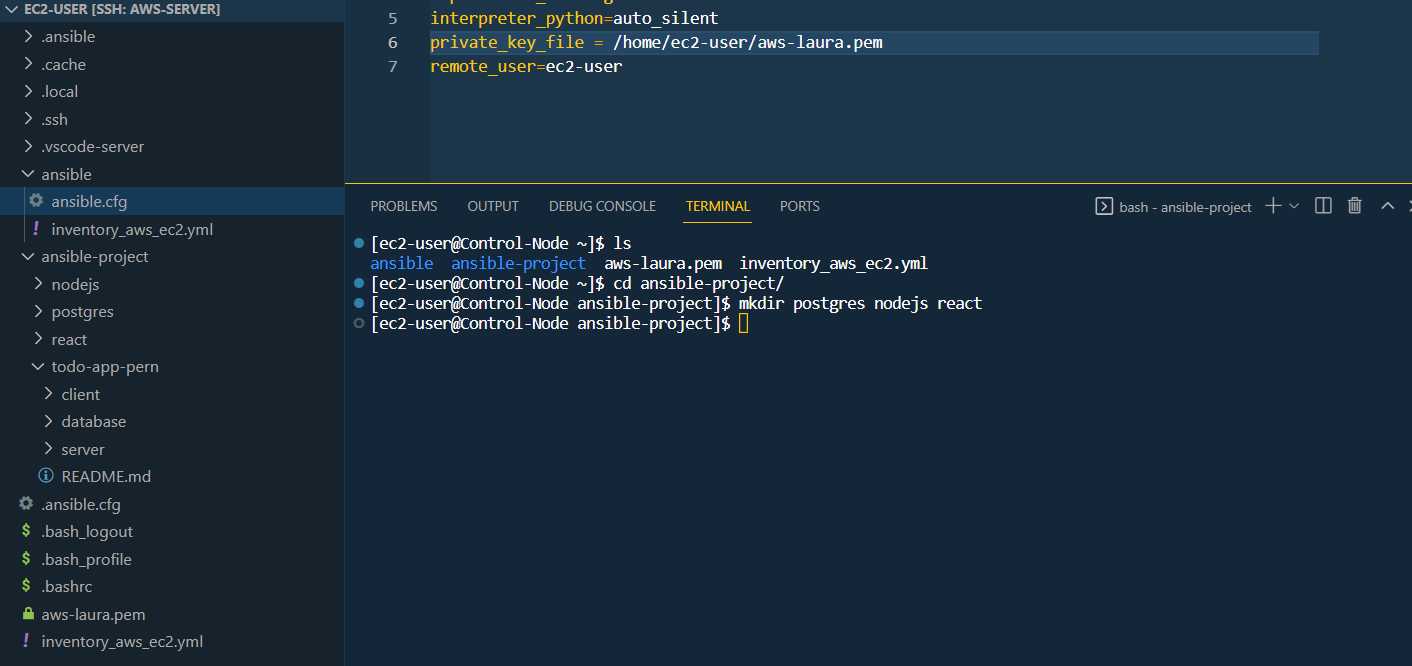 EC2-USER [SSH: AWS-SERVER]
.ansible
.cache
.local
.ssh
.vscode-server
ansible
ansible.cfg
! inventory_aws_ec2.yml
ansible-project
nodejs
postgres
react
todo-app-pern
client
database
server
README.md
.ansible.cfg
$ .bash_logout
$ .bash_profile
$ .bashrc
aws-laura.pem
! inventory_aws_ec2.yml
5 interpreter_python=auto_silent
6 private_key_file = /home/ec2-user/aws-laura.pem
7 remote_user=ec2-user
PROBLEMS OUTPUT DEBUG CONSOLE TERMINAL PORTS
bash - ansible-project
[ec2-user@Control-Node ~]$ ls
ansible ansible-project aws-laura.pem inventory_aws_ec2.yml
[ec2-user@Control-Node ~]$ cd ansible-project/
[ec2-user@Control-Node ansible-project]$ mkdir postgres nodejs react
[ec2-user@Control-Node ansible-project]$